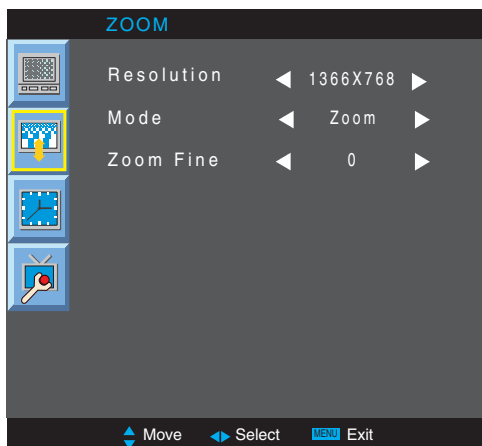 ZOOM
Resolution 1366X768
Mode Zoom
Zoom Fine 0
Move Select MENU Exit